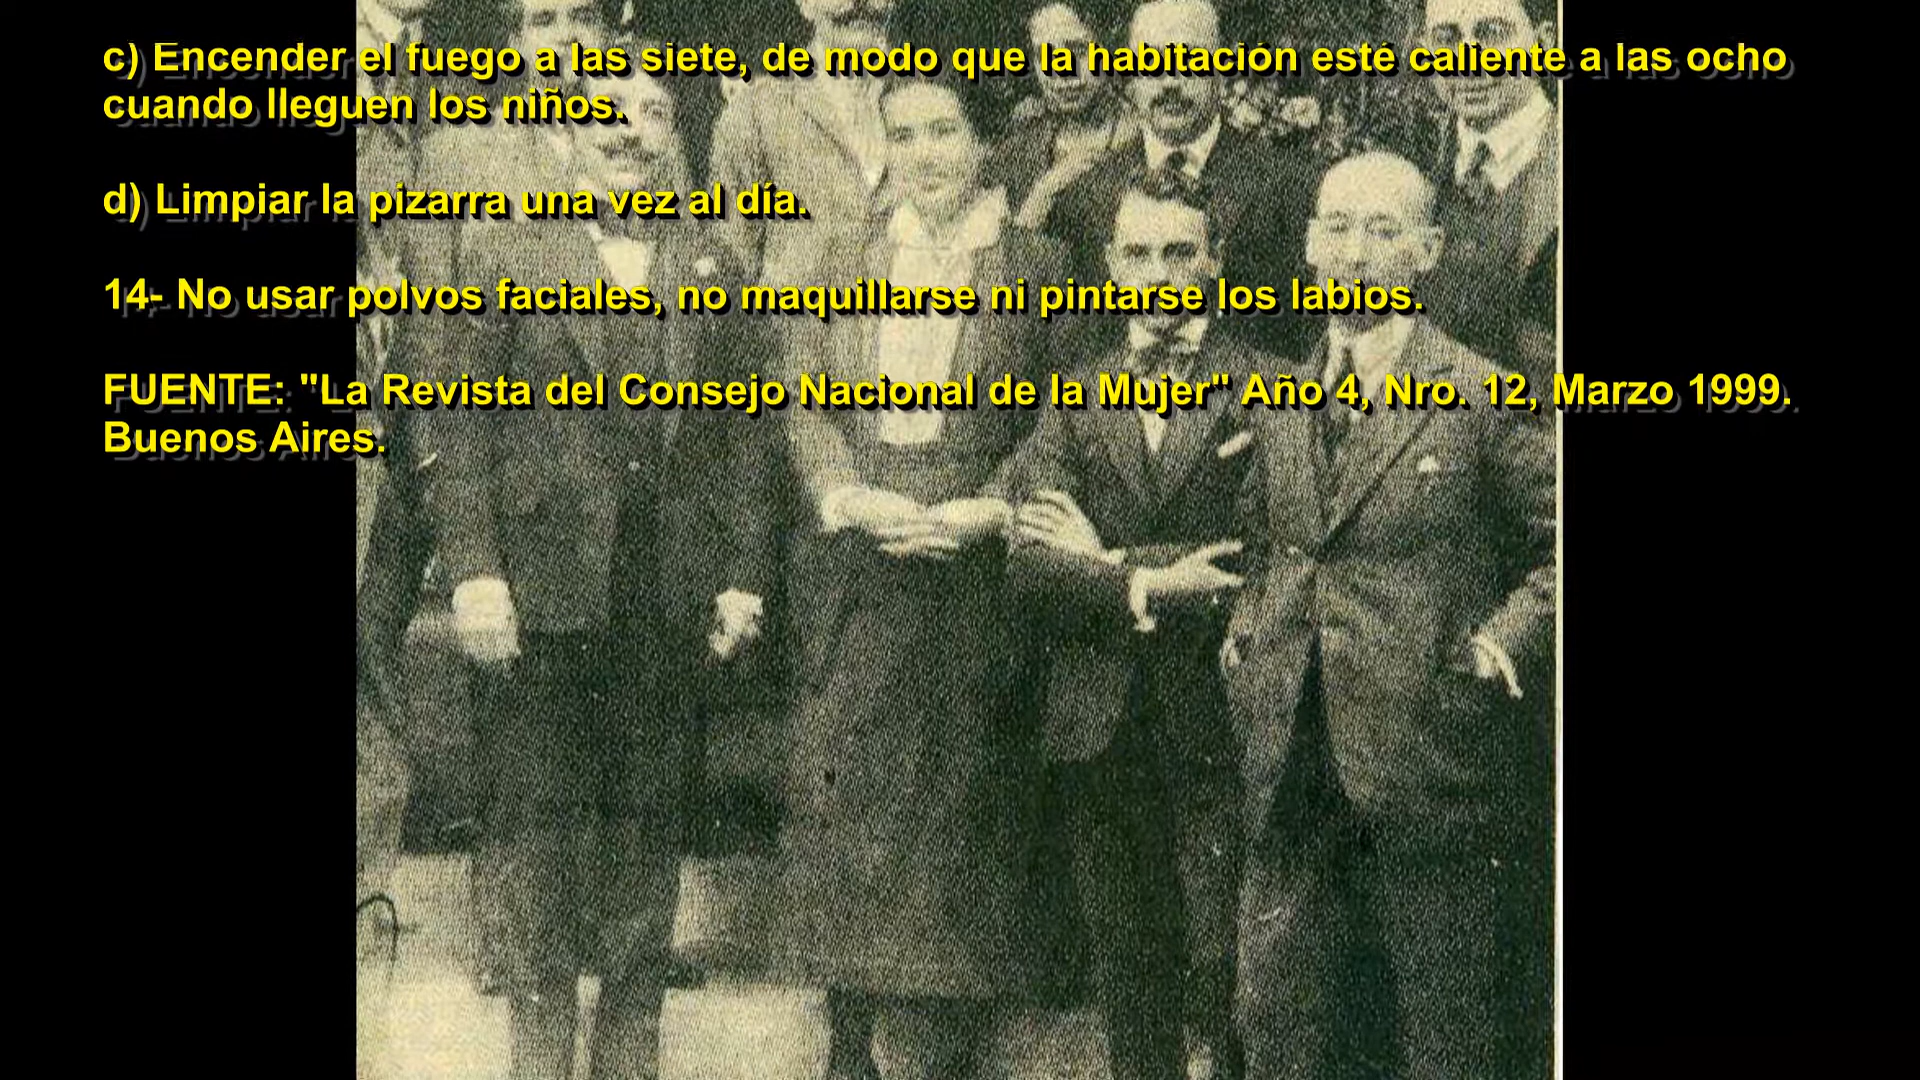 c) Encender el fuego a las siete, de modo que la habitación esté caliente a las ocho
cuando lleguen los niños.
d) Limpiar la pizarra una vez al día.
14- No usar polvos faciales, no maquillarse ni pintarse los labios.
FUENTE: "La Revista del Consejo Nacional de la Mujer" Año 4, Nro. 12, Marzo 1999.
Buenos Aires.